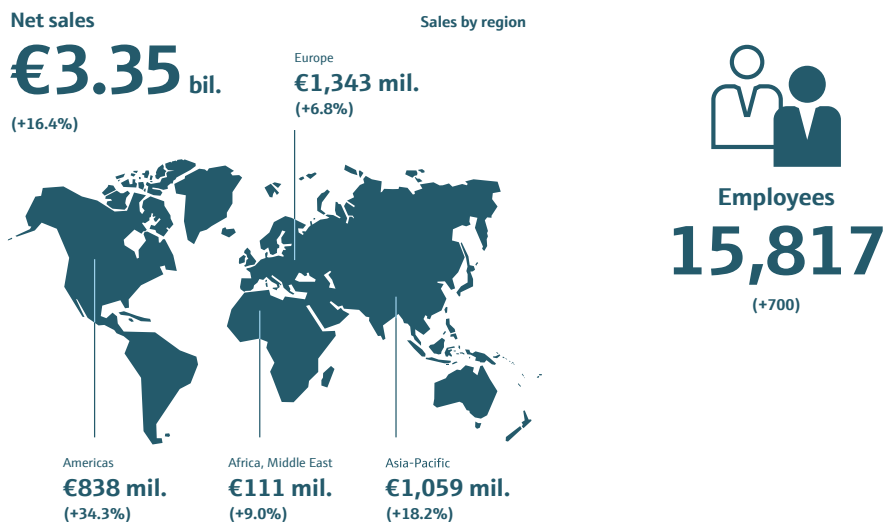 Net sales
€3.35 bil.
(+16.4%)
Sales by region
Europe
€1,343 mil.
(+6.8%)
Americas
€838 mil.
(+34.3%)
Africa, Middle East
€111 mil.
(+9.0%)
Asia-Pacific
€1,059 mil.
(+18.2%)
Employees
15,817
(+700)